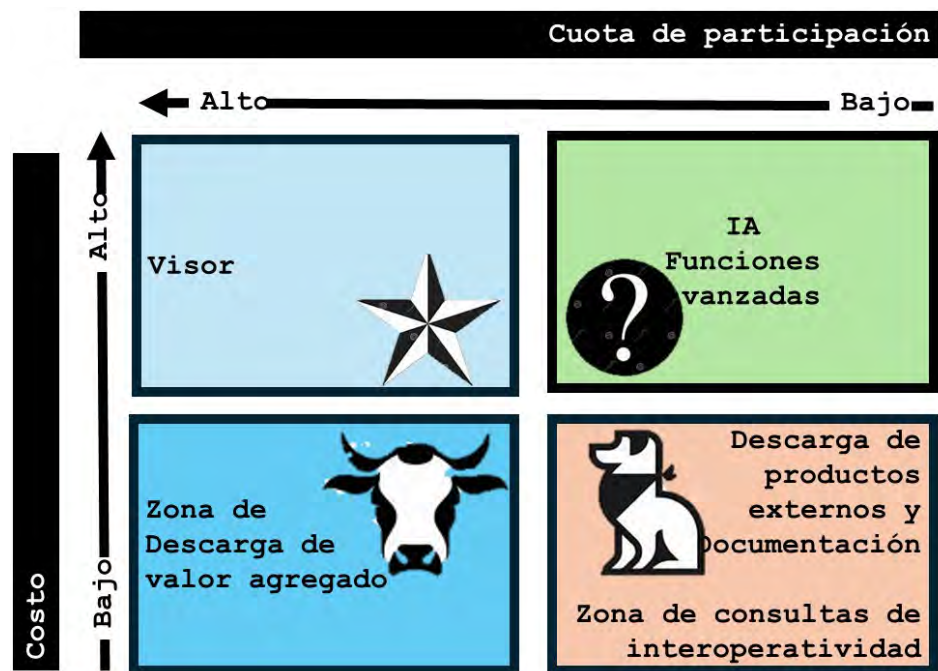 Cuota de participación
Alto
Bajo
Costo
Alto
Bajo
Visor
IA
Funciones
vanzadas
?
Zona de
Descarga de
valor agregado
Descarga de
productos
externos y
Documentación
Zona de consultas de
interoperatividad